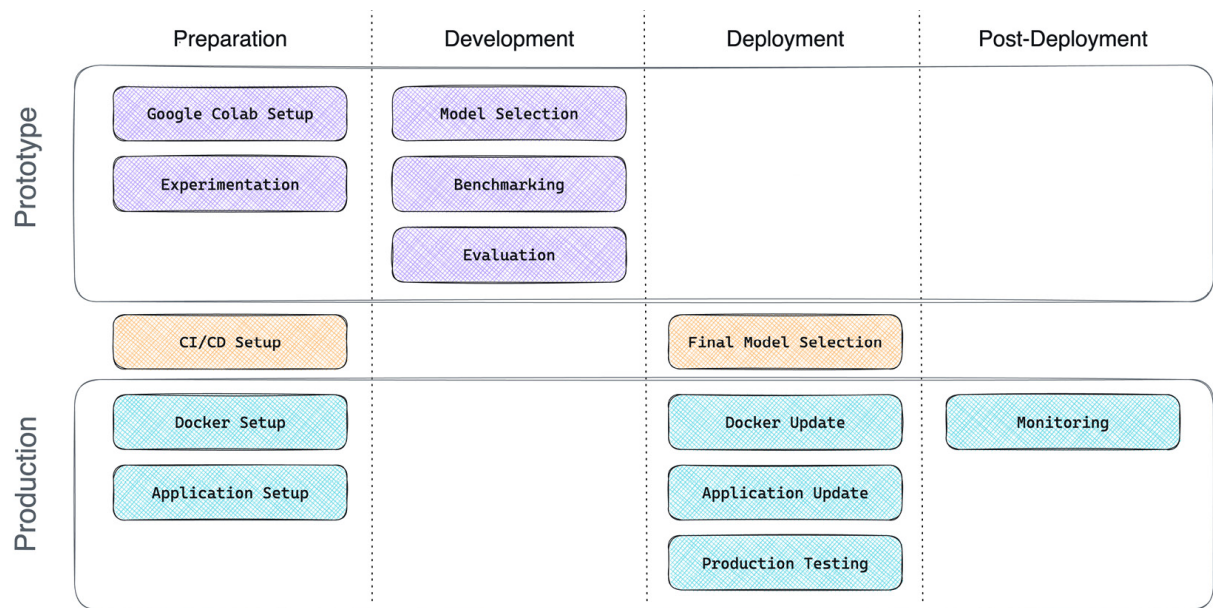 Preparation
Development
Deployment
Post-Deployment
Prototype
Google Colab Setup
Model Selection
Experimentation
Benchmarking
Evaluation
CI/CD Setup
Final Model Selection
Production
Docker Setup
Docker Update
Monitoring
Application Setup
Application Update
Production Testing